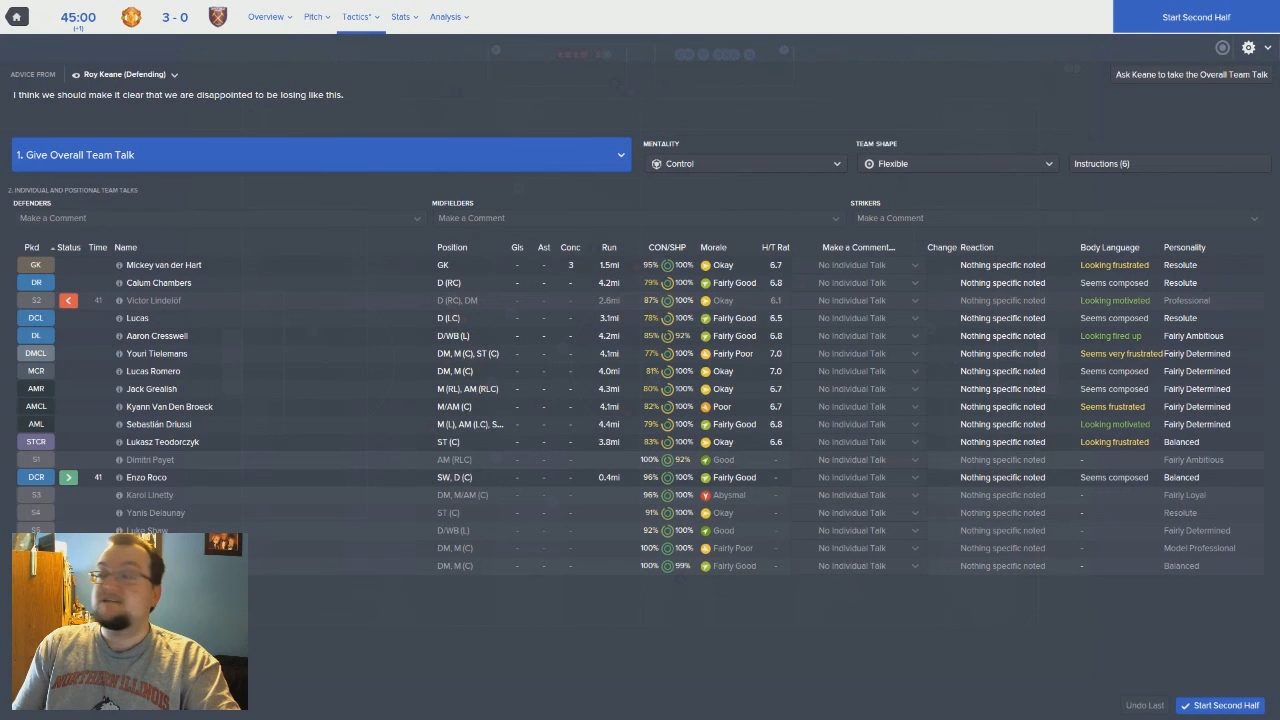 45:00 (+1) 3 - 0 Overview Pitch Tactics* Stats Analysis Start Second Half
ADVICE FROM Roy Keane (Defending) Ask Keane to take the Overall Team Talk
I think we should make it clear that we are disappointed to be losing like this.
MENTALITY TEAM SHAPE
1. Give Overall Team Talk Control Flexible Instructions (6)
2. INDIVIDUAL AND POSITIONAL TEAM TALKS
DEFENDERS MIDFIELDERS STRIKERS
Make a Comment Make a Comment Make a Comment
Pkd Status Time Name Position Gls Ast Conc Run CON/SHP Morale H/T Rat Make a Comment... Change Reaction Body Language Personality
GK Mickey van der Hart GK - - 3 1.5mi 95% 100% Okay 6.7 No Individual Talk Nothing specific noted Looking frustrated Resolute
DR Calum Chambers D (RC) - - - 4.2mi 79% 100% Fairly Good 6.8 No Individual Talk Nothing specific noted Seems composed Resolute
S2 41 Victor Lindelöf D (RC), DM - - - 2.6mi 87% 100% Okay 6.1 No Individual Talk Nothing specific noted Looking motivated Professional
DCL Lucas D (LC) - - - 3.1mi 78% 100% Fairly Good 6.5 No Individual Talk Nothing specific noted Seems composed Resolute
DL Aaron Cresswell D/WB (L) - - - 4.2mi 85% 92% Fairly Good 6.8 No Individual Talk Nothing specific noted Looking fired up Fairly Ambitious
DMCL Youri Tielemans DM, M (C), ST (C) - - - 4.1mi 77% 100% Fairly Poor 7.0 No Individual Talk Nothing specific noted Seems very frustrated Fairly Determined
MCR Lucas Romero DM, M (C) - - - 4.0mi 81% 100% Okay 7.0 No Individual Talk Nothing specific noted Seems composed Fairly Determined
AMR Jack Grealish M (RL), AM (RLC) - - - 4.3mi 80% 100% Okay 6.7 No Individual Talk Nothing specific noted Seems composed Fairly Determined
AMCL Kyann Van Den Broeck M/AM (C) - - - 4.1mi 82% 100% Poor 6.7 No Individual Talk Nothing specific noted Seems frustrated Fairly Determined
AML Sebastián Driussi M (L), AM (LC), S... - - - 4.4mi 79% 100% Fairly Good 6.8 No Individual Talk Nothing specific noted Looking motivated Fairly Determined
STCR Lukasz Teodorczyk ST (C) - - - 3.8mi 83% 100% Okay 6.6 No Individual Talk Nothing specific noted Looking frustrated Balanced
S1 Dimitri Payet AM (RLC) - - - - 100% 92% Good - No Individual Talk Nothing specific noted - Fairly Ambitious
DCR 41 Enzo Roco SW, D (C) - - - 0.4mi 96% 100% Fairly Good - No Individual Talk Nothing specific noted Seems composed Balanced
S3 Karol Linetty DM, M/AM (C) - - - - 96% 100% Abysmal - No Individual Talk Nothing specific noted - Fairly Loyal
S4 Yanis Delaunay ST (C) - - - - 91% 100% Okay - No Individual Talk Nothing specific noted - Resolute
S5 Luke Shaw D/WB (L) - - - - 92% 100% Good - No Individual Talk Nothing specific noted - Fairly Determined
DM, M (C) - - - - 100% 100% Fairly Poor - No Individual Talk Nothing specific noted - Model Professional
DM, M (C) - - - - 100% 99% Fairly Good - No Individual Talk Nothing specific noted - Balanced
NORTHERN ILLINOIS
Undo Last Start Second Half